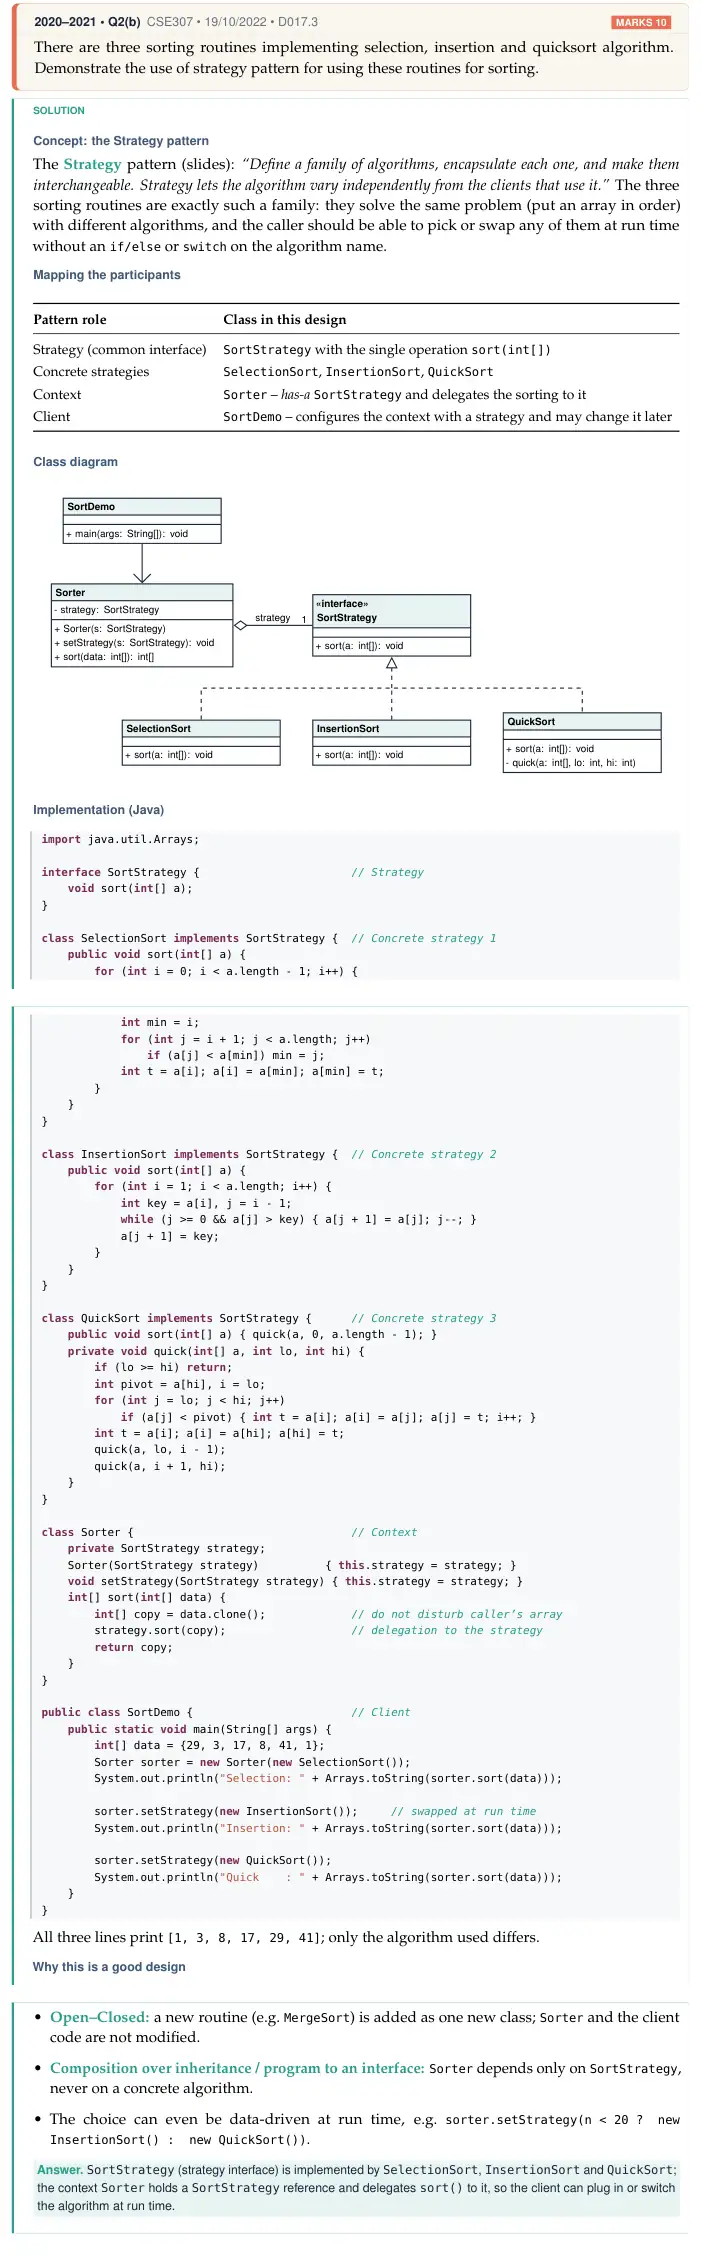 2020–2021 • Q2(b) CSE307 • 19/10/2022 • D017.3 MARKS 10
There are three sorting routines implementing selection, insertion and quicksort algorithm.
Demonstrate the use of strategy pattern for using these routines for sorting.
SOLUTION
Concept: the Strategy pattern
The Strategy pattern (slides): “Define a family of algorithms, encapsulate each one, and make them
interchangeable. Strategy lets the algorithm vary independently from the clients that use it.” The three
sorting routines are exactly such a family: they solve the same problem (put an array in order)
with different algorithms, and the caller should be able to pick or swap any of them at run time
without an if/else or switch on the algorithm name.
Mapping the participants
Pattern role Class in this design
Strategy (common interface) SortStrategy with the single operation sort(int[])
Concrete strategies SelectionSort, InsertionSort, QuickSort
Context Sorter – has-a SortStrategy and delegates the sorting to it
Client SortDemo – configures the context with a strategy and may change it later
Class diagram
SortDemo
+ main(args: String[]): void
Sorter
- strategy: SortStrategy
+ Sorter(s: SortStrategy)
+ setStrategy(s: SortStrategy): void
+ sort(data: int[]): int[]
strategy 1
«interface»
SortStrategy
+ sort(a: int[]): void
SelectionSort
+ sort(a: int[]): void
InsertionSort
+ sort(a: int[]): void
QuickSort
+ sort(a: int[]): void
- quick(a: int[], lo: int, hi: int)
Implementation (Java)
import java.util.Arrays;
interface SortStrategy { // Strategy
void sort(int[] a);
}
class SelectionSort implements SortStrategy { // Concrete strategy 1
public void sort(int[] a) {
for (int i = 0; i < a.length - 1; i++) {
int min = i;
for (int j = i + 1; j < a.length; j++)
if (a[j] < a[min]) min = j;
int t = a[i]; a[i] = a[min]; a[min] = t;
}
}
}
class InsertionSort implements SortStrategy { // Concrete strategy 2
public void sort(int[] a) {
for (int i = 1; i < a.length; i++) {
int key = a[i], j = i - 1;
while (j >= 0 && a[j] > key) { a[j + 1] = a[j]; j--; }
a[j + 1] = key;
}
}
}
class QuickSort implements SortStrategy { // Concrete strategy 3
public void sort(int[] a) { quick(a, 0, a.length - 1); }
private void quick(int[] a, int lo, int hi) {
if (lo >= hi) return;
int pivot = a[hi], i = lo;
for (int j = lo; j < hi; j++)
if (a[j] < pivot) { int t = a[i]; a[i] = a[j]; a[j] = t; i++; }
int t = a[i]; a[i] = a[hi]; a[hi] = t;
quick(a, lo, i - 1);
quick(a, i + 1, hi);
}
}
class Sorter { // Context
private SortStrategy strategy;
Sorter(SortStrategy strategy) { this.strategy = strategy; }
void setStrategy(SortStrategy strategy) { this.strategy = strategy; }
int[] sort(int[] data) {
int[] copy = data.clone(); // do not disturb caller’s array
strategy.sort(copy); // delegation to the strategy
return copy;
}
}
public class SortDemo { // Client
public static void main(String[] args) {
int[] data = {29, 3, 17, 8, 41, 1};
Sorter sorter = new Sorter(new SelectionSort());
System.out.println("Selection: " + Arrays.toString(sorter.sort(data)));
sorter.setStrategy(new InsertionSort()); // swapped at run time
System.out.println("Insertion: " + Arrays.toString(sorter.sort(data)));
sorter.setStrategy(new QuickSort());
System.out.println("Quick    : " + Arrays.toString(sorter.sort(data)));
}
}
All three lines print [1, 3, 8, 17, 29, 41]; only the algorithm used differs.
Why this is a good design
• Open–Closed: a new routine (e.g. MergeSort) is added as one new class; Sorter and the client
code are not modified.
• Composition over inheritance / program to an interface: Sorter depends only on SortStrategy,
never on a concrete algorithm.
• The choice can even be data-driven at run time, e.g. sorter.setStrategy(n < 20 ? new
InsertionSort() : new QuickSort()).
Answer. SortStrategy (strategy interface) is implemented by SelectionSort, InsertionSort and QuickSort;
the context Sorter holds a SortStrategy reference and delegates sort() to it, so the client can plug in or switch
the algorithm at run time.